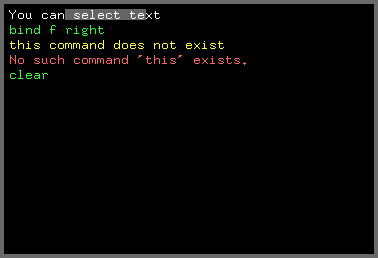 You can select text
bind f right
this command does not exist
No such command "this" exists.
clear